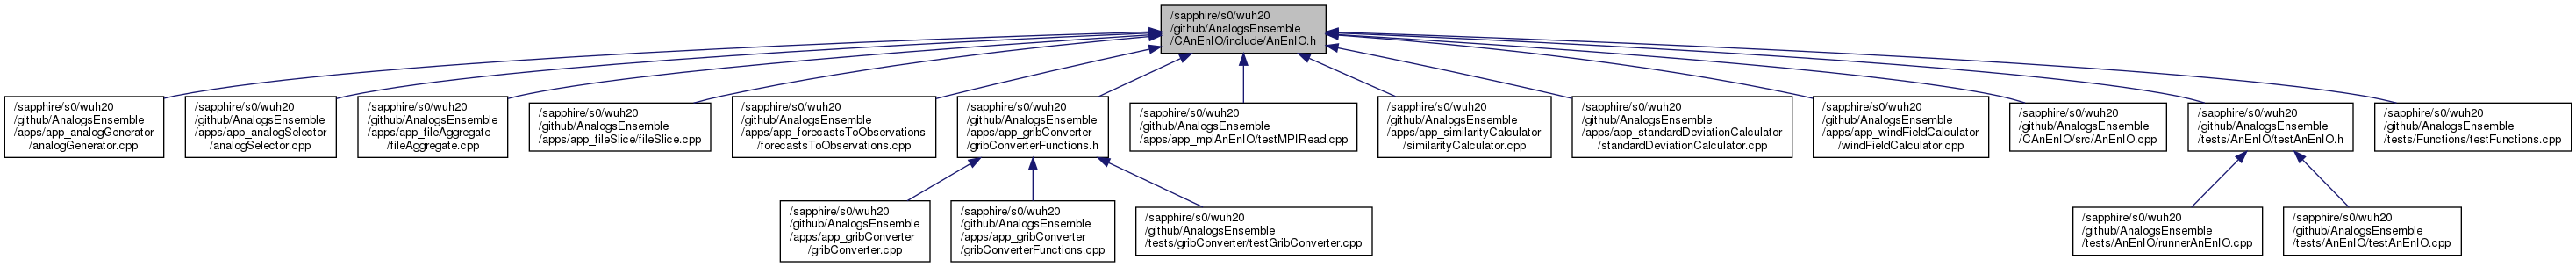 /sapphire/s0/wuh20
/github/AnalogsEnsemble
/CAnEnIO/include/AnEnIO.h
/sapphire/s0/wuh20
/github/AnalogsEnsemble
/apps/app_analogGenerator
/analogGenerator.cpp
/sapphire/s0/wuh20
/github/AnalogsEnsemble
/apps/app_analogSelector
/analogSelector.cpp
/sapphire/s0/wuh20
/github/AnalogsEnsemble
/apps/app_fileAggregate
/fileAggregate.cpp
/sapphire/s0/wuh20
/github/AnalogsEnsemble
/apps/app_fileSlice/fileSlice.cpp
/sapphire/s0/wuh20
/github/AnalogsEnsemble
/apps/app_forecastsToObservations
/forecastsToObservations.cpp
/sapphire/s0/wuh20
/github/AnalogsEnsemble
/apps/app_gribConverter
/gribConverterFunctions.h
/sapphire/s0/wuh20
/github/AnalogsEnsemble
/apps/app_mpiAnEnIO/testMPIRead.cpp
/sapphire/s0/wuh20
/github/AnalogsEnsemble
/apps/app_similarityCalculator
/similarityCalculator.cpp
/sapphire/s0/wuh20
/github/AnalogsEnsemble
/apps/app_standardDeviationCalculator
/standardDeviationCalculator.cpp
/sapphire/s0/wuh20
/github/AnalogsEnsemble
/apps/app_windFieldCalculator
/windFieldCalculator.cpp
/sapphire/s0/wuh20
/github/AnalogsEnsemble
/CAnEnIO/src/AnEnIO.cpp
/sapphire/s0/wuh20
/github/AnalogsEnsemble
/tests/AnEnIO/testAnEnIO.h
/sapphire/s0/wuh20
/github/AnalogsEnsemble
/tests/Functions/testFunctions.cpp
/sapphire/s0/wuh20
/github/AnalogsEnsemble
/apps/app_gribConverter
/gribConverter.cpp
/sapphire/s0/wuh20
/github/AnalogsEnsemble
/apps/app_gribConverter
/gribConverterFunctions.cpp
/sapphire/s0/wuh20
/github/AnalogsEnsemble
/tests/gribConverter/testGribConverter.cpp
/sapphire/s0/wuh20
/github/AnalogsEnsemble
/tests/AnEnIO/runnerAnEnIO.cpp
/sapphire/s0/wuh20
/github/AnalogsEnsemble
/tests/AnEnIO/testAnEnIO.cpp